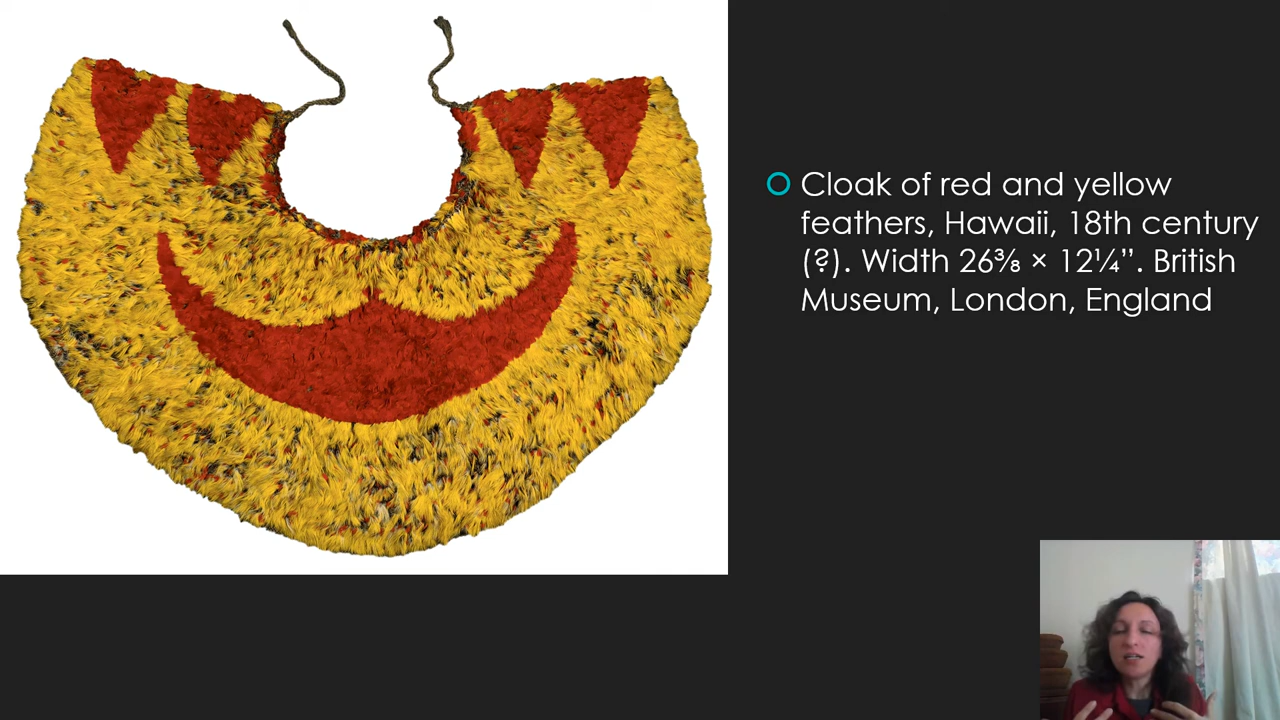 Cloak of red and yellow
feathers, Hawaii, 18th century
(?). Width 26⅜ × 12¼”. British
Museum, London, England